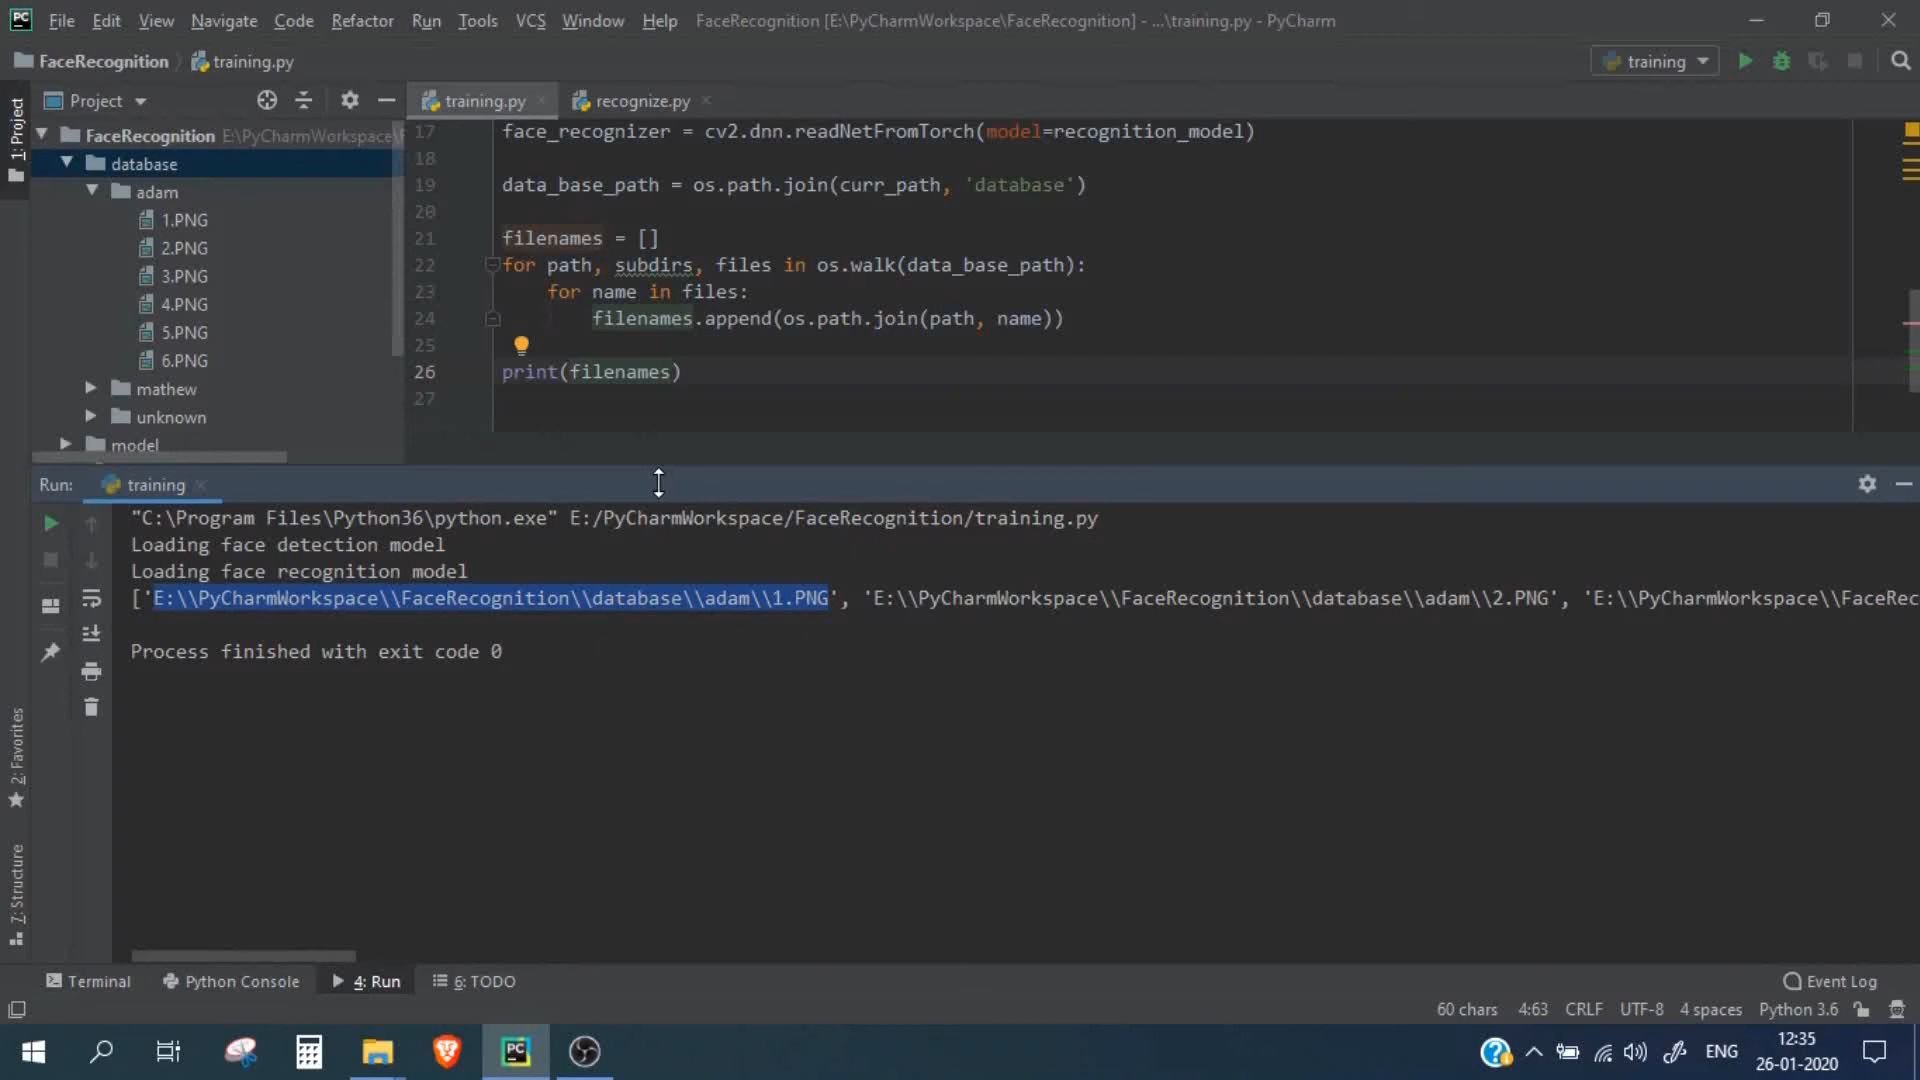 File Edit View Navigate Code Refactor Run Tools VCS Window Help FaceRecognition [E:\PyCharmWorkspace\FaceRecognition] - ...\training.py - PyCharm
FaceRecognition training.py training
1: Project
Project
training.py
recognize.py
FaceRecognition E:\PyCharmWorkspace\F
database
adam
1.PNG
2.PNG
3.PNG
4.PNG
5.PNG
6.PNG
mathew
unknown
model
17 face_recognizer = cv2.dnn.readNetFromTorch(model=recognition_model)
18
19 data_base_path = os.path.join(curr_path, 'database')
20
21 filenames = []
22 for path, subdirs, files in os.walk(data_base_path):
23 for name in files:
24 filenames.append(os.path.join(path, name))
25
26 print(filenames)
27
Run: training
"C:\Program Files\Python36\python.exe" E:/PyCharmWorkspace/FaceRecognition/training.py
Loading face detection model
Loading face recognition model
['E:\\PyCharmWorkspace\\FaceRecognition\\database\\adam\\1.PNG', 'E:\\PyCharmWorkspace\\FaceRecognition\\database\\adam\\2.PNG', 'E:\\PyCharmWorkspace\\FaceRec
Process finished with exit code 0
2: Favorites
7: Structure
Terminal Python Console 4: Run 6: TODO Event Log
60 chars 4:63 CRLF UTF-8 4 spaces Python 3.6
ENG
12:35
26-01-2020